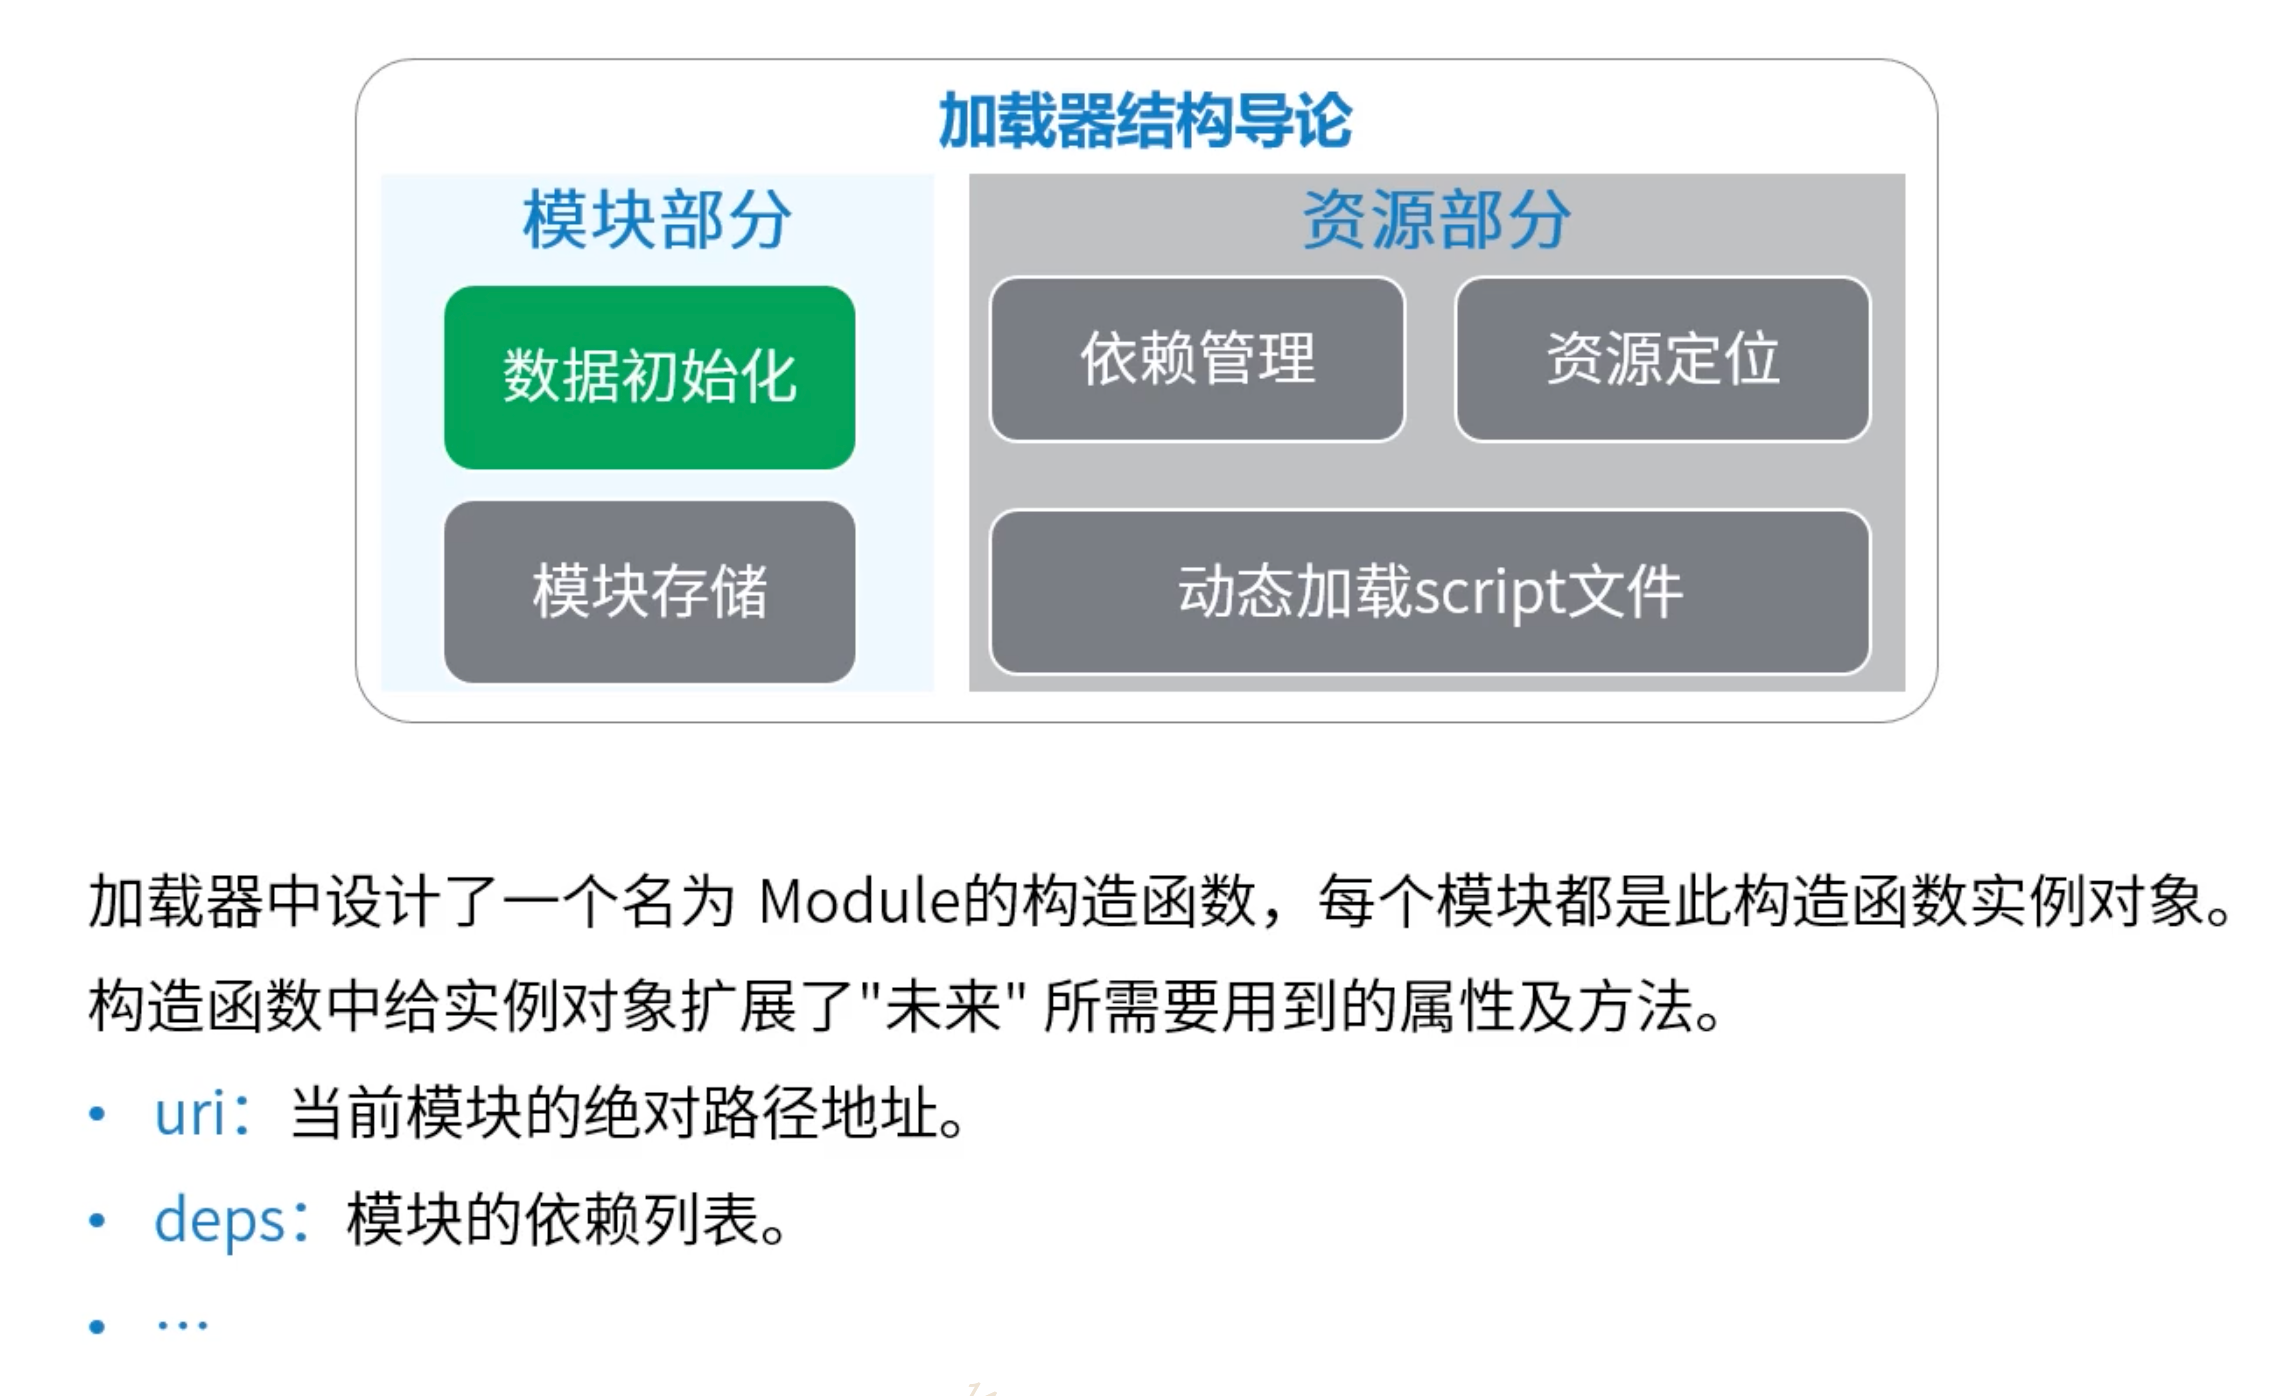 加载器结构导论
模块部分
数据初始化
模块存储
资源部分
依赖管理
资源定位
动态加载script文件
加载器中设计了一个名为 Module的构造函数，每个模块都是此构造函数实例对象。
构造函数中给实例对象扩展了"未来" 所需要用到的属性及方法。
• uri：当前模块的绝对路径地址。
• deps：模块的依赖列表。
• …